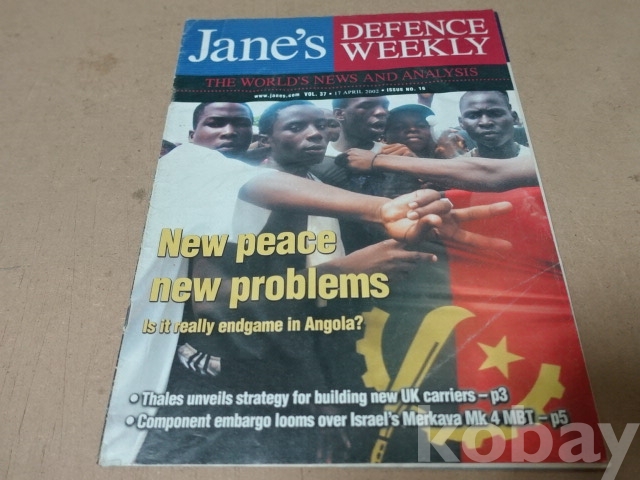 Jane's DEFENCE WEEKLY
THE WORLD'S NEWS AND ANALYSIS
www.janes.com VOL. 37 • 17 APRIL 2002 • ISSUE NO. 16
New peace
new problems
Is it really endgame in Angola?
• Thales unveils strategy for building new UK carriers – p3
• Component embargo looms over Israel's Merkava Mk 4 MBT – p5
kobay